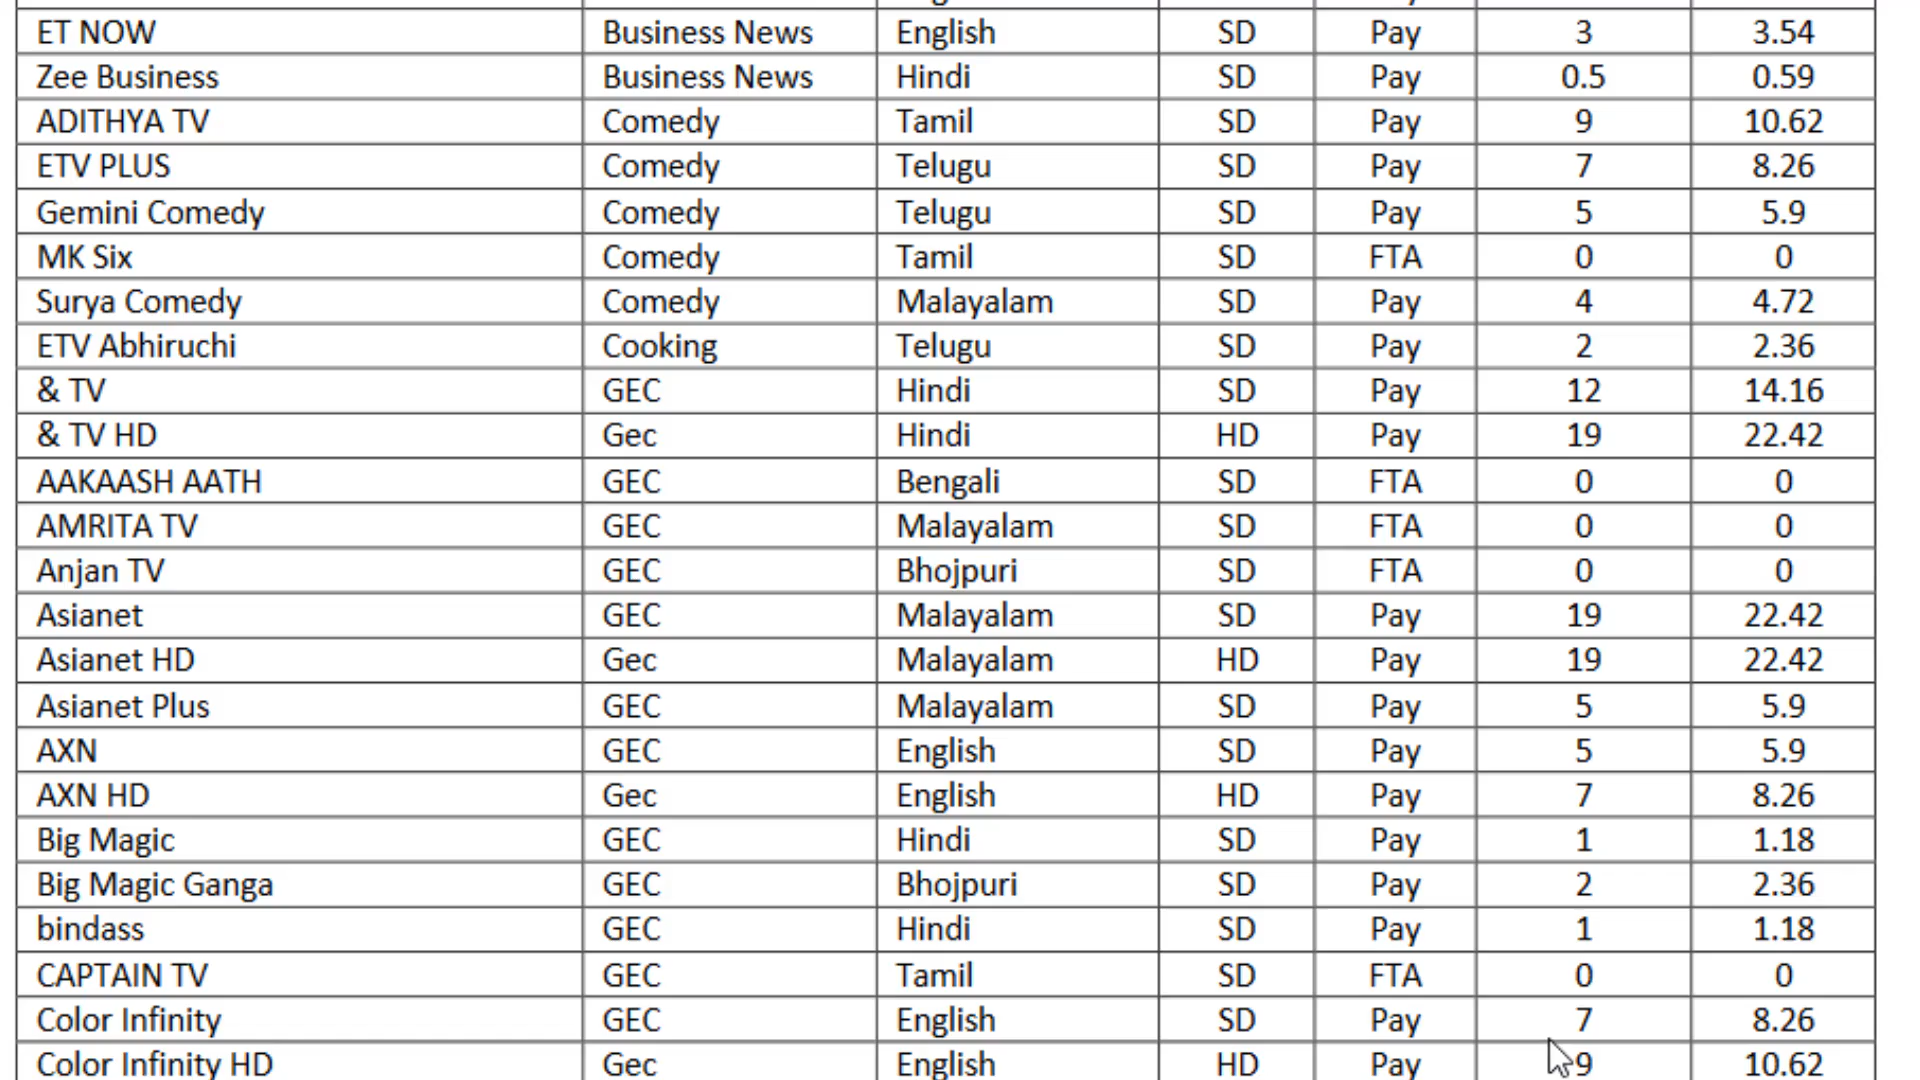 ET NOW Business News English SD Pay 3 3.54
Zee Business Business News Hindi SD Pay 0.5 0.59
ADITHYA TV Comedy Tamil SD Pay 9 10.62
ETV PLUS Comedy Telugu SD Pay 7 8.26
Gemini Comedy Comedy Telugu SD Pay 5 5.9
MK Six Comedy Tamil SD FTA 0 0
Surya Comedy Comedy Malayalam SD Pay 4 4.72
ETV Abhiruchi Cooking Telugu SD Pay 2 2.36
& TV GEC Hindi SD Pay 12 14.16
& TV HD Gec Hindi HD Pay 19 22.42
AAKAASH AATH GEC Bengali SD FTA 0 0
AMRITA TV GEC Malayalam SD FTA 0 0
Anjan TV GEC Bhojpuri SD FTA 0 0
Asianet GEC Malayalam SD Pay 19 22.42
Asianet HD Gec Malayalam HD Pay 19 22.42
Asianet Plus GEC Malayalam SD Pay 5 5.9
AXN GEC English SD Pay 5 5.9
AXN HD Gec English HD Pay 7 8.26
Big Magic GEC Hindi SD Pay 1 1.18
Big Magic Ganga GEC Bhojpuri SD Pay 2 2.36
bindass GEC Hindi SD Pay 1 1.18
CAPTAIN TV GEC Tamil SD FTA 0 0
Color Infinity GEC English SD Pay 7 8.26
Color Infinity HD Gec English HD Pay 9 10.62